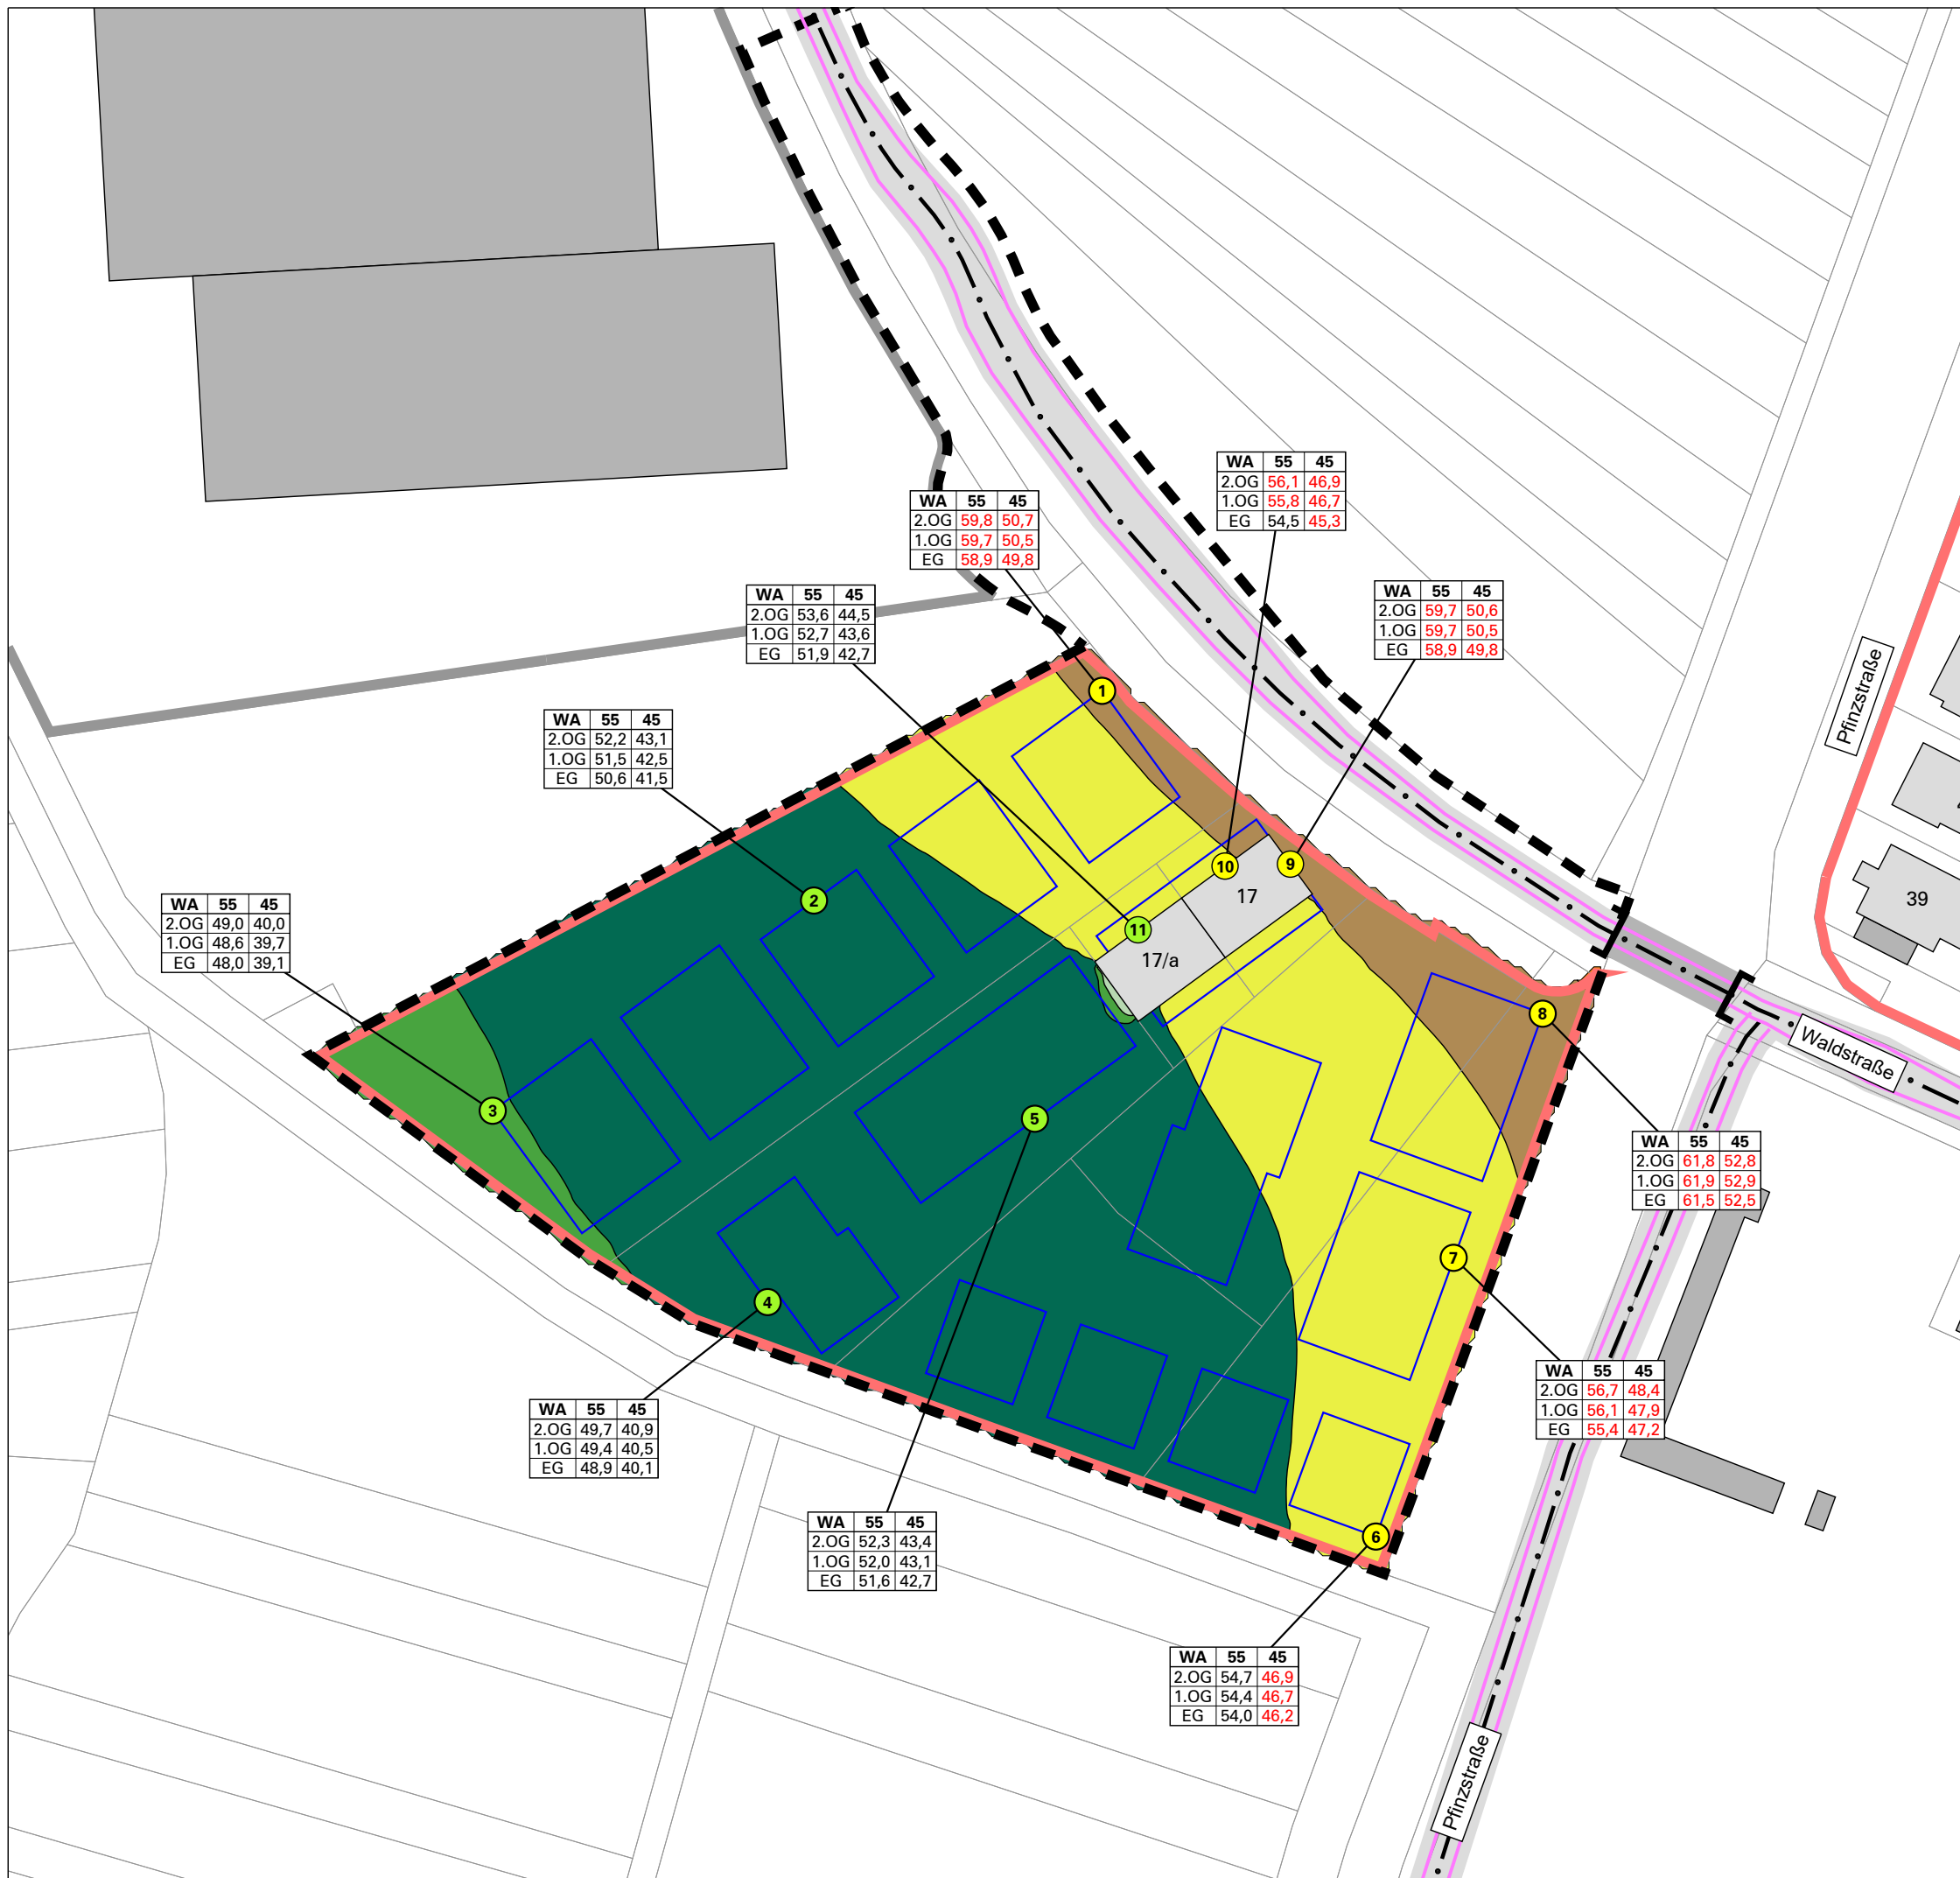 WA 55 45
2.OG 56,1 46,9
1.OG 55,8 46,7
EG 54,5 45,3
WA 55 45
2.OG 59,8 50,7
1.OG 59,7 50,5
EG 58,9 49,8
WA 55 45
2.OG 59,7 50,6
1.OG 59,7 50,5
EG 58,9 49,8
WA 55 45
2.OG 53,6 44,5
1.OG 52,7 43,6
EG 51,9 42,7
Pfinzstraße
1
WA 55 45
2.OG 52,2 43,1
1.OG 51,5 42,5
EG 50,6 41,5
10
9
17
2
39
11
17/a
WA 55 45
2.OG 49,0 40,0
1.OG 48,6 39,7
EG 48,0 39,1
8
Waldstraße
3
5
WA 55 45
2.OG 61,8 52,8
1.OG 61,9 52,9
EG 61,5 52,5
7
4
WA 55 45
2.OG 56,7 48,4
1.OG 56,1 47,9
EG 55,4 47,2
WA 55 45
2.OG 49,7 40,9
1.OG 49,4 40,5
EG 48,9 40,1
6
WA 55 45
2.OG 52,3 43,4
1.OG 52,0 43,1
EG 51,6 42,7
WA 55 45
2.OG 54,7 46,9
1.OG 54,4 46,7
EG 54,0 46,2
Pfinzstraße